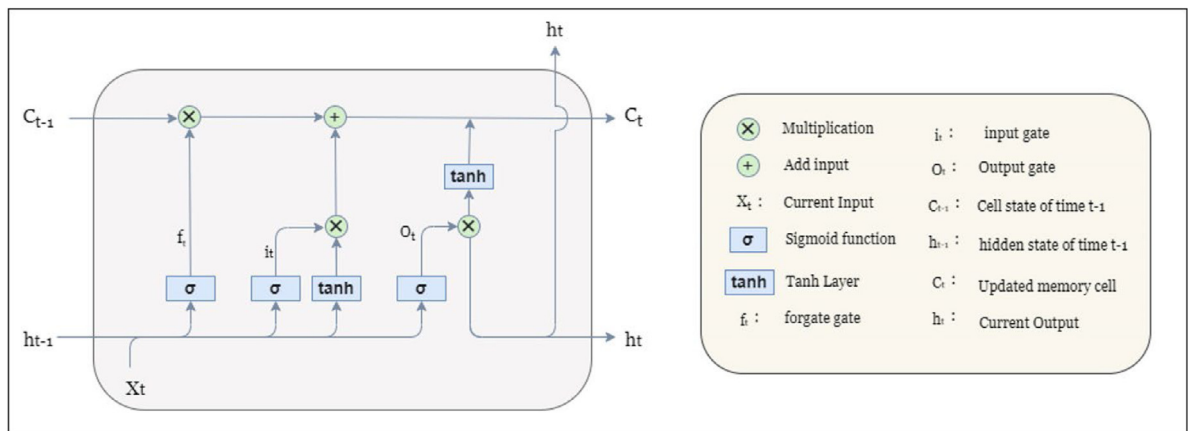 ht
Ct-1
Ct
tanh
ft
it
Ot
σ
σ
tanh
σ
ht-1
ht
Xt
Multiplication
Add input
Xt : Current Input
σ Sigmoid function
tanh Tanh Layer
ft : forgate gate
it : input gate
Ot : Output gate
Ct-1 : Cell state of time t-1
ht-1 : hidden state of time t-1
Ct : Updated memory cell
ht : Current Output